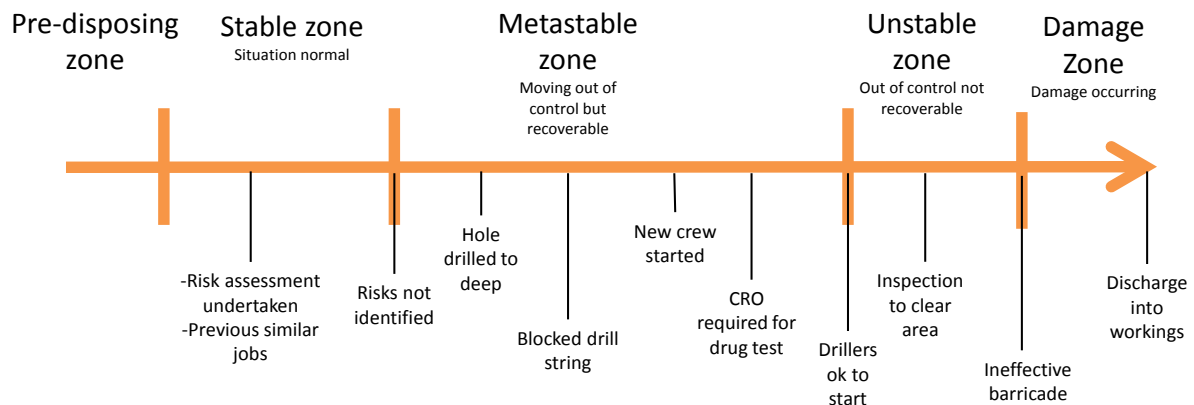 Pre-disposing
zone
Stable zone
Situation normal
Metastable
zone
Moving out of
control but
recoverable
Unstable
zone
Out of control not
recoverable
Damage
Zone
Damage occurring
-Risk assessment
undertaken
-Previous similar
jobs
Risks not
identified
Hole
drilled to
deep
Blocked drill
string
New crew
started
CRO
required for
drug test
Drillers
ok to
start
Inspection
to clear
area
Ineffective
barricade
Discharge
into
workings